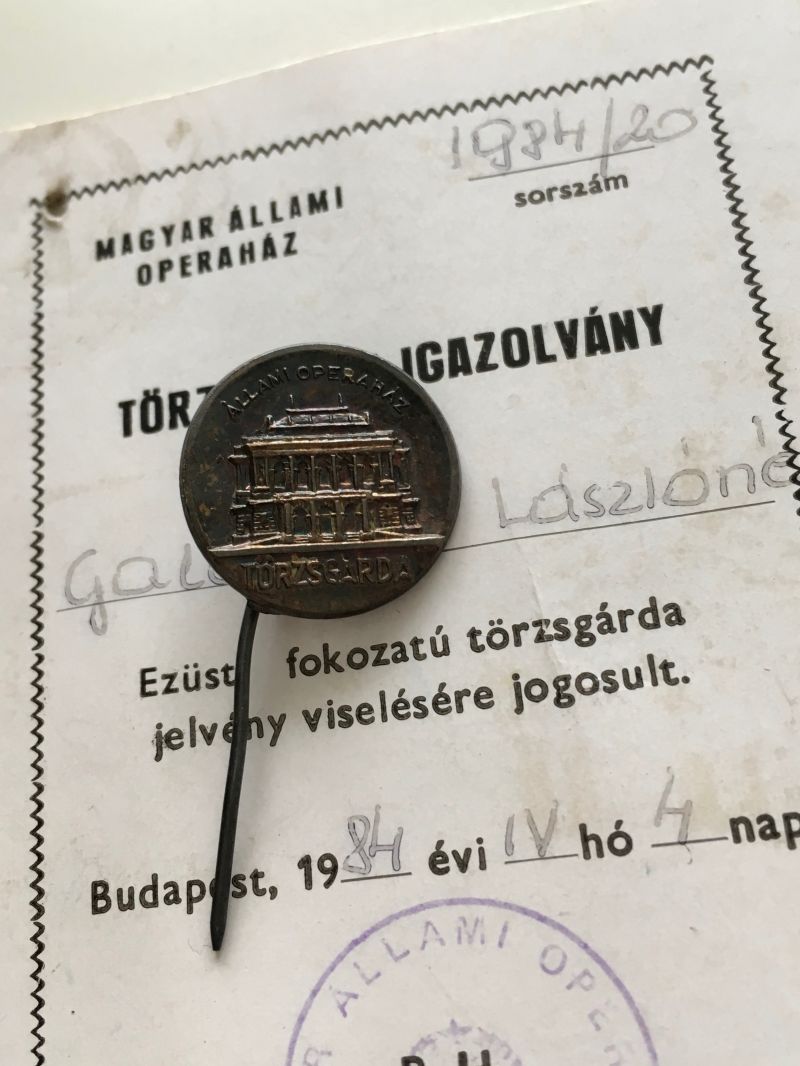 1984/20
sorszám
MAGYAR ÁLLAMI
OPERAHÁZ
IGAZOLVÁNY
ÁLLAMI OPERAHÁZ
TÖRZSGÁRDA
Lászlóné
Ezüst fokozatú törzsgárda
jelvény viselésére jogosult.
Budapest, 1984 évi IV hó 4 nap
ÁLLAMI OPER